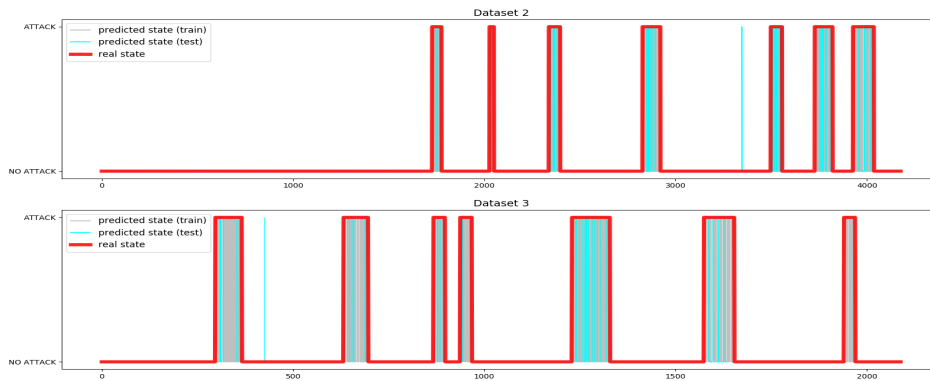 Dataset 2
ATTACK
predicted state (train)
predicted state (test)
real state
NO ATTACK
0 1000 2000 3000 4000
Dataset 3
ATTACK
predicted state (train)
predicted state (test)
real state
NO ATTACK
0 500 1000 1500 2000